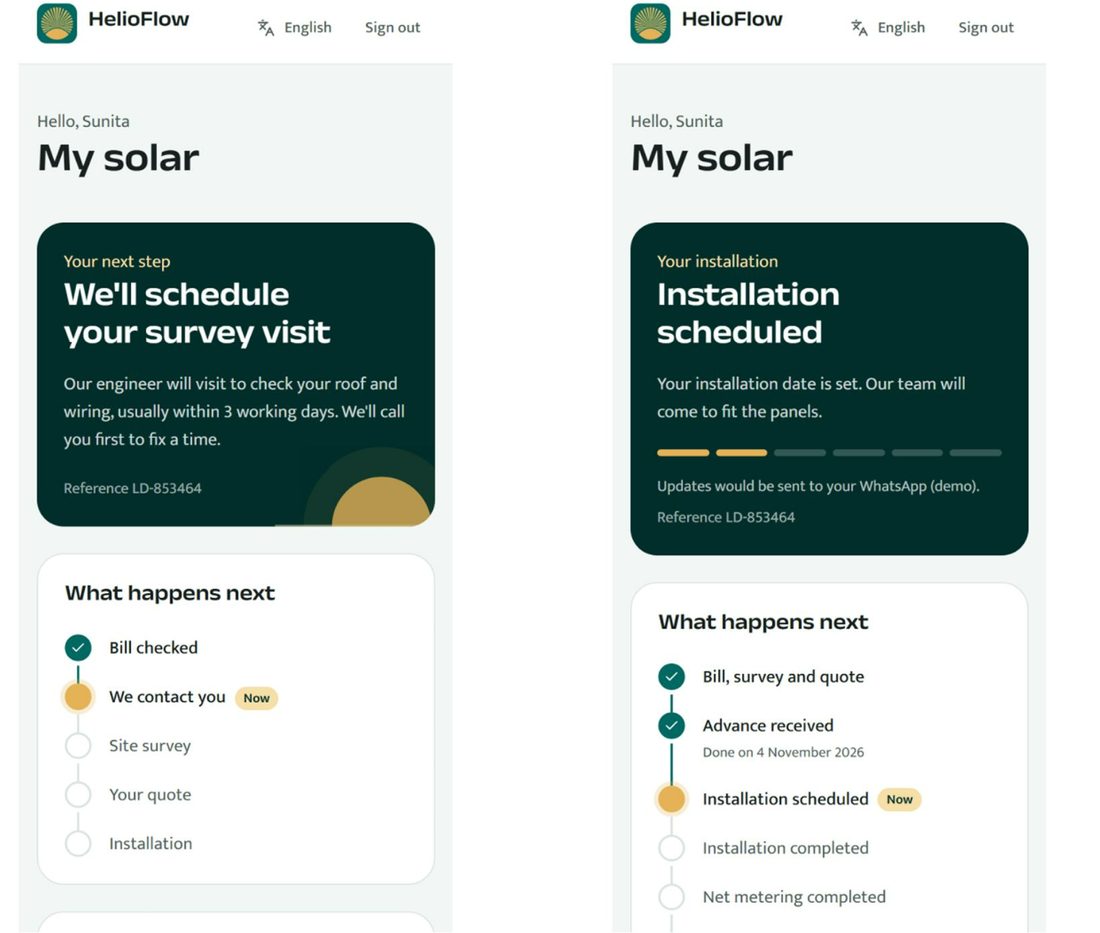 HelioFlow
English
Sign out
Hello, Sunita
My solar
Your next step
We'll schedule
your survey visit
Our engineer will visit to check your roof and
wiring, usually within 3 working days. We'll call
you first to fix a time.
Reference LD-853464
What happens next
Bill checked
We contact you Now
Site survey
Your quote
Installation
HelioFlow
English
Sign out
Hello, Sunita
My solar
Your installation
Installation
scheduled
Your installation date is set. Our team will
come to fit the panels.
Updates would be sent to your WhatsApp (demo).
Reference LD-853464
What happens next
Bill, survey and quote
Advance received
Done on 4 November 2026
Installation scheduled Now
Installation completed
Net metering completed